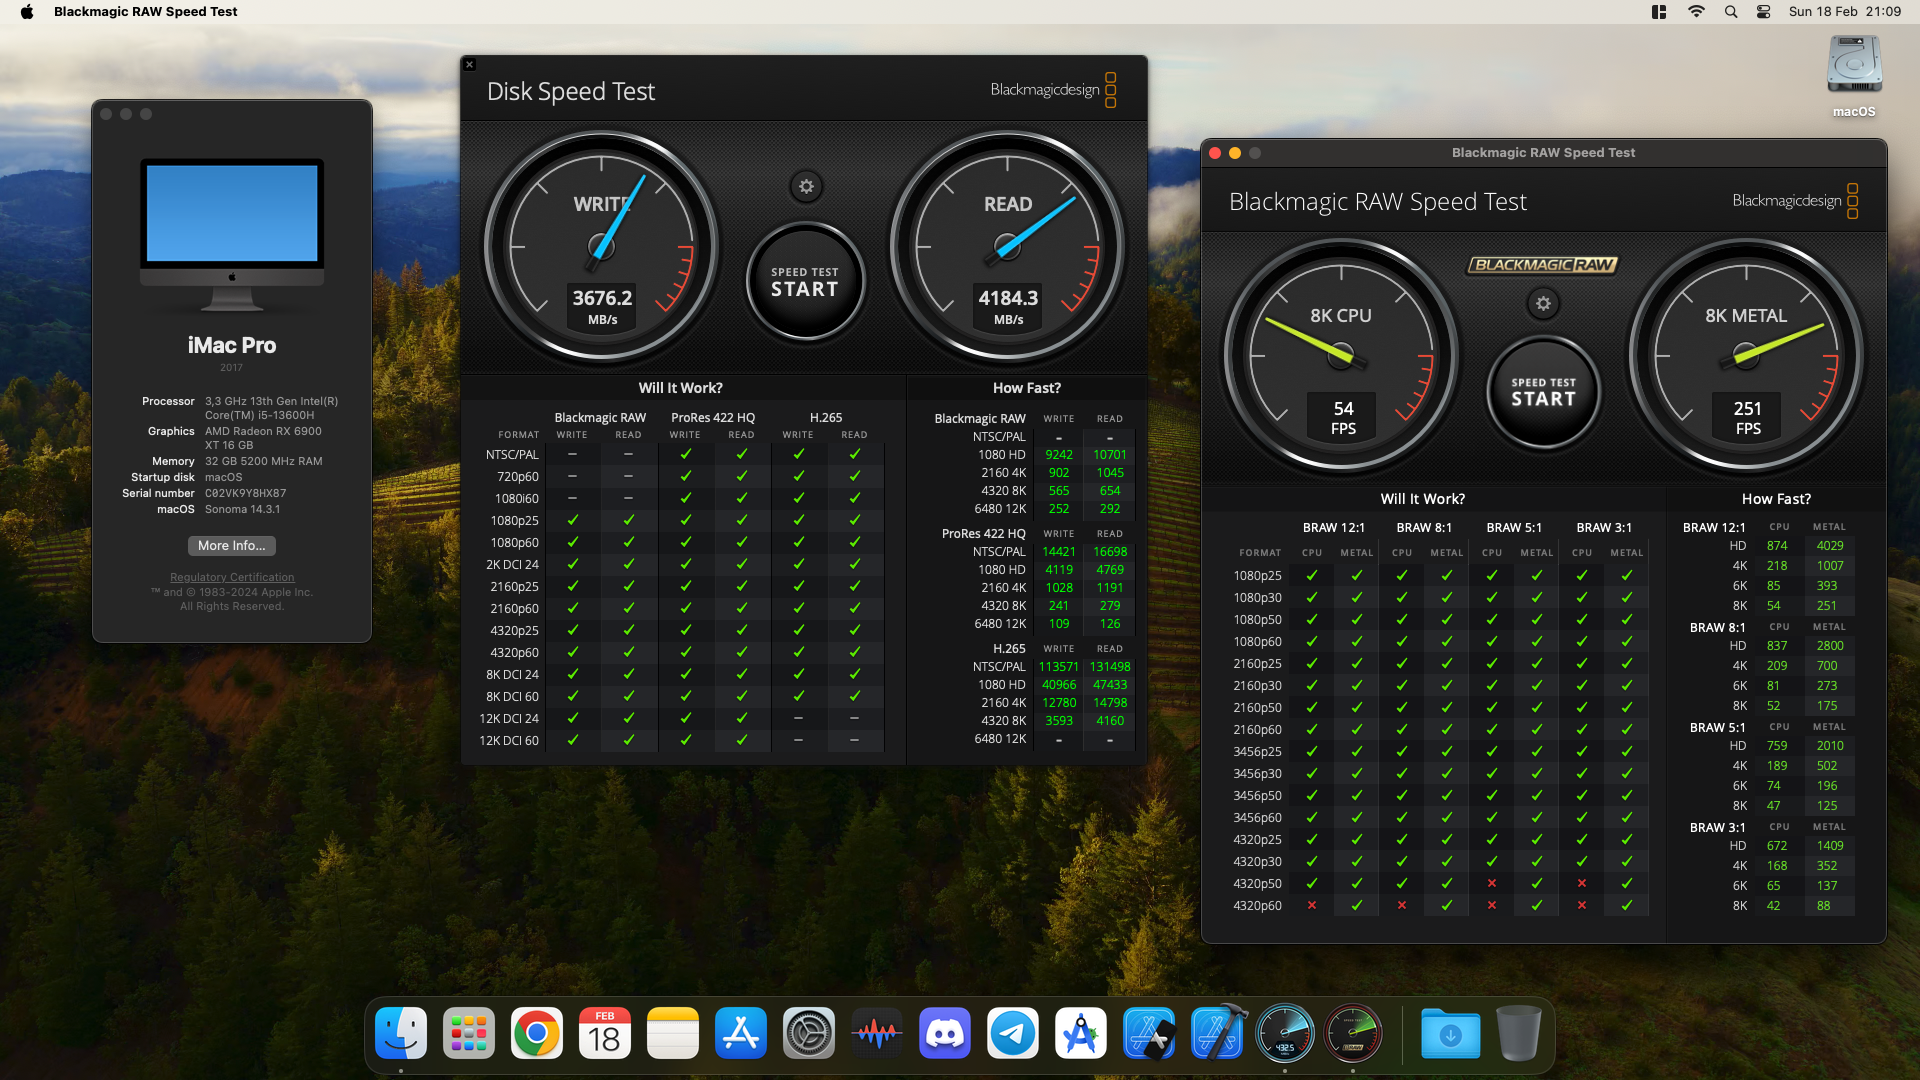 Blackmagic RAW Speed Test
Sun 18 Feb 21:09
macOS
iMac Pro
2017
Processor 3,3 GHz 13th Gen Intel(R)
Core(TM) i5-13600H
Graphics AMD Radeon RX 6900
XT 16 GB
Memory 32 GB 5200 MHz RAM
Startup disk macOS
Serial number C02VK9Y8HX87
macOS Sonoma 14.3.1
More Info...
Regulatory Certification
™ and © 1983-2024 Apple Inc.
All Rights Reserved.
Disk Speed Test
Blackmagicdesign
WRITE
3676.2
MB/s
SPEED TEST
START
READ
4184.3
MB/s
Will It Work?
Blackmagic RAW ProRes 422 HQ H.265
FORMAT WRITE READ WRITE READ WRITE READ
NTSC/PAL – – ✓ ✓ ✓ ✓
720p60 – – ✓ ✓ ✓ ✓
1080i60 – – ✓ ✓ ✓ ✓
1080p25 ✓ ✓ ✓ ✓ ✓ ✓
1080p60 ✓ ✓ ✓ ✓ ✓ ✓
2K DCI 24 ✓ ✓ ✓ ✓ ✓ ✓
2160p25 ✓ ✓ ✓ ✓ ✓ ✓
2160p60 ✓ ✓ ✓ ✓ ✓ ✓
4320p25 ✓ ✓ ✓ ✓ ✓ ✓
4320p60 ✓ ✓ ✓ ✓ ✓ ✓
8K DCI 24 ✓ ✓ ✓ ✓ ✓ ✓
8K DCI 60 ✓ ✓ ✓ ✓ ✓ ✓
12K DCI 24 ✓ ✓ ✓ ✓ – –
12K DCI 60 ✓ ✓ ✓ ✓ – –
How Fast?
Blackmagic RAW WRITE READ
NTSC/PAL - -
1080 HD 9242 10701
2160 4K 902 1045
4320 8K 565 654
6480 12K 252 292
ProRes 422 HQ WRITE READ
NTSC/PAL 14421 16698
1080 HD 4119 4769
2160 4K 1028 1191
4320 8K 241 279
6480 12K 109 126
H.265 WRITE READ
NTSC/PAL 113571 131498
1080 HD 40966 47433
2160 4K 12780 14798
4320 8K 3593 4160
6480 12K - -
Blackmagic RAW Speed Test
Blackmagic RAW Speed Test
Blackmagicdesign
8K CPU
54
FPS
BLACKMAGIC RAW
SPEED TEST
START
8K METAL
251
FPS
Will It Work?
BRAW 12:1 BRAW 8:1 BRAW 5:1 BRAW 3:1
FORMAT CPU METAL CPU METAL CPU METAL CPU METAL
1080p25 ✓ ✓ ✓ ✓ ✓ ✓ ✓ ✓
1080p30 ✓ ✓ ✓ ✓ ✓ ✓ ✓ ✓
1080p50 ✓ ✓ ✓ ✓ ✓ ✓ ✓ ✓
1080p60 ✓ ✓ ✓ ✓ ✓ ✓ ✓ ✓
2160p25 ✓ ✓ ✓ ✓ ✓ ✓ ✓ ✓
2160p30 ✓ ✓ ✓ ✓ ✓ ✓ ✓ ✓
2160p50 ✓ ✓ ✓ ✓ ✓ ✓ ✓ ✓
2160p60 ✓ ✓ ✓ ✓ ✓ ✓ ✓ ✓
3456p25 ✓ ✓ ✓ ✓ ✓ ✓ ✓ ✓
3456p30 ✓ ✓ ✓ ✓ ✓ ✓ ✓ ✓
3456p50 ✓ ✓ ✓ ✓ ✓ ✓ ✓ ✓
3456p60 ✓ ✓ ✓ ✓ ✓ ✓ ✓ ✓
4320p25 ✓ ✓ ✓ ✓ ✓ ✓ ✓ ✓
4320p30 ✓ ✓ ✓ ✓ ✓ ✓ ✓ ✓
4320p50 ✓ ✓ ✓ ✓ × ✓ × ✓
4320p60 × ✓ × ✓ × ✓ × ✓
How Fast?
BRAW 12:1 CPU METAL
HD 874 4029
4K 218 1007
6K 85 393
8K 54 251
BRAW 8:1 CPU METAL
HD 837 2800
4K 209 700
6K 81 273
8K 52 175
BRAW 5:1 CPU METAL
HD 759 2010
4K 189 502
6K 74 196
8K 47 125
BRAW 3:1 CPU METAL
HD 672 1409
4K 168 352
6K 65 137
8K 42 88
FEB
18
432.5